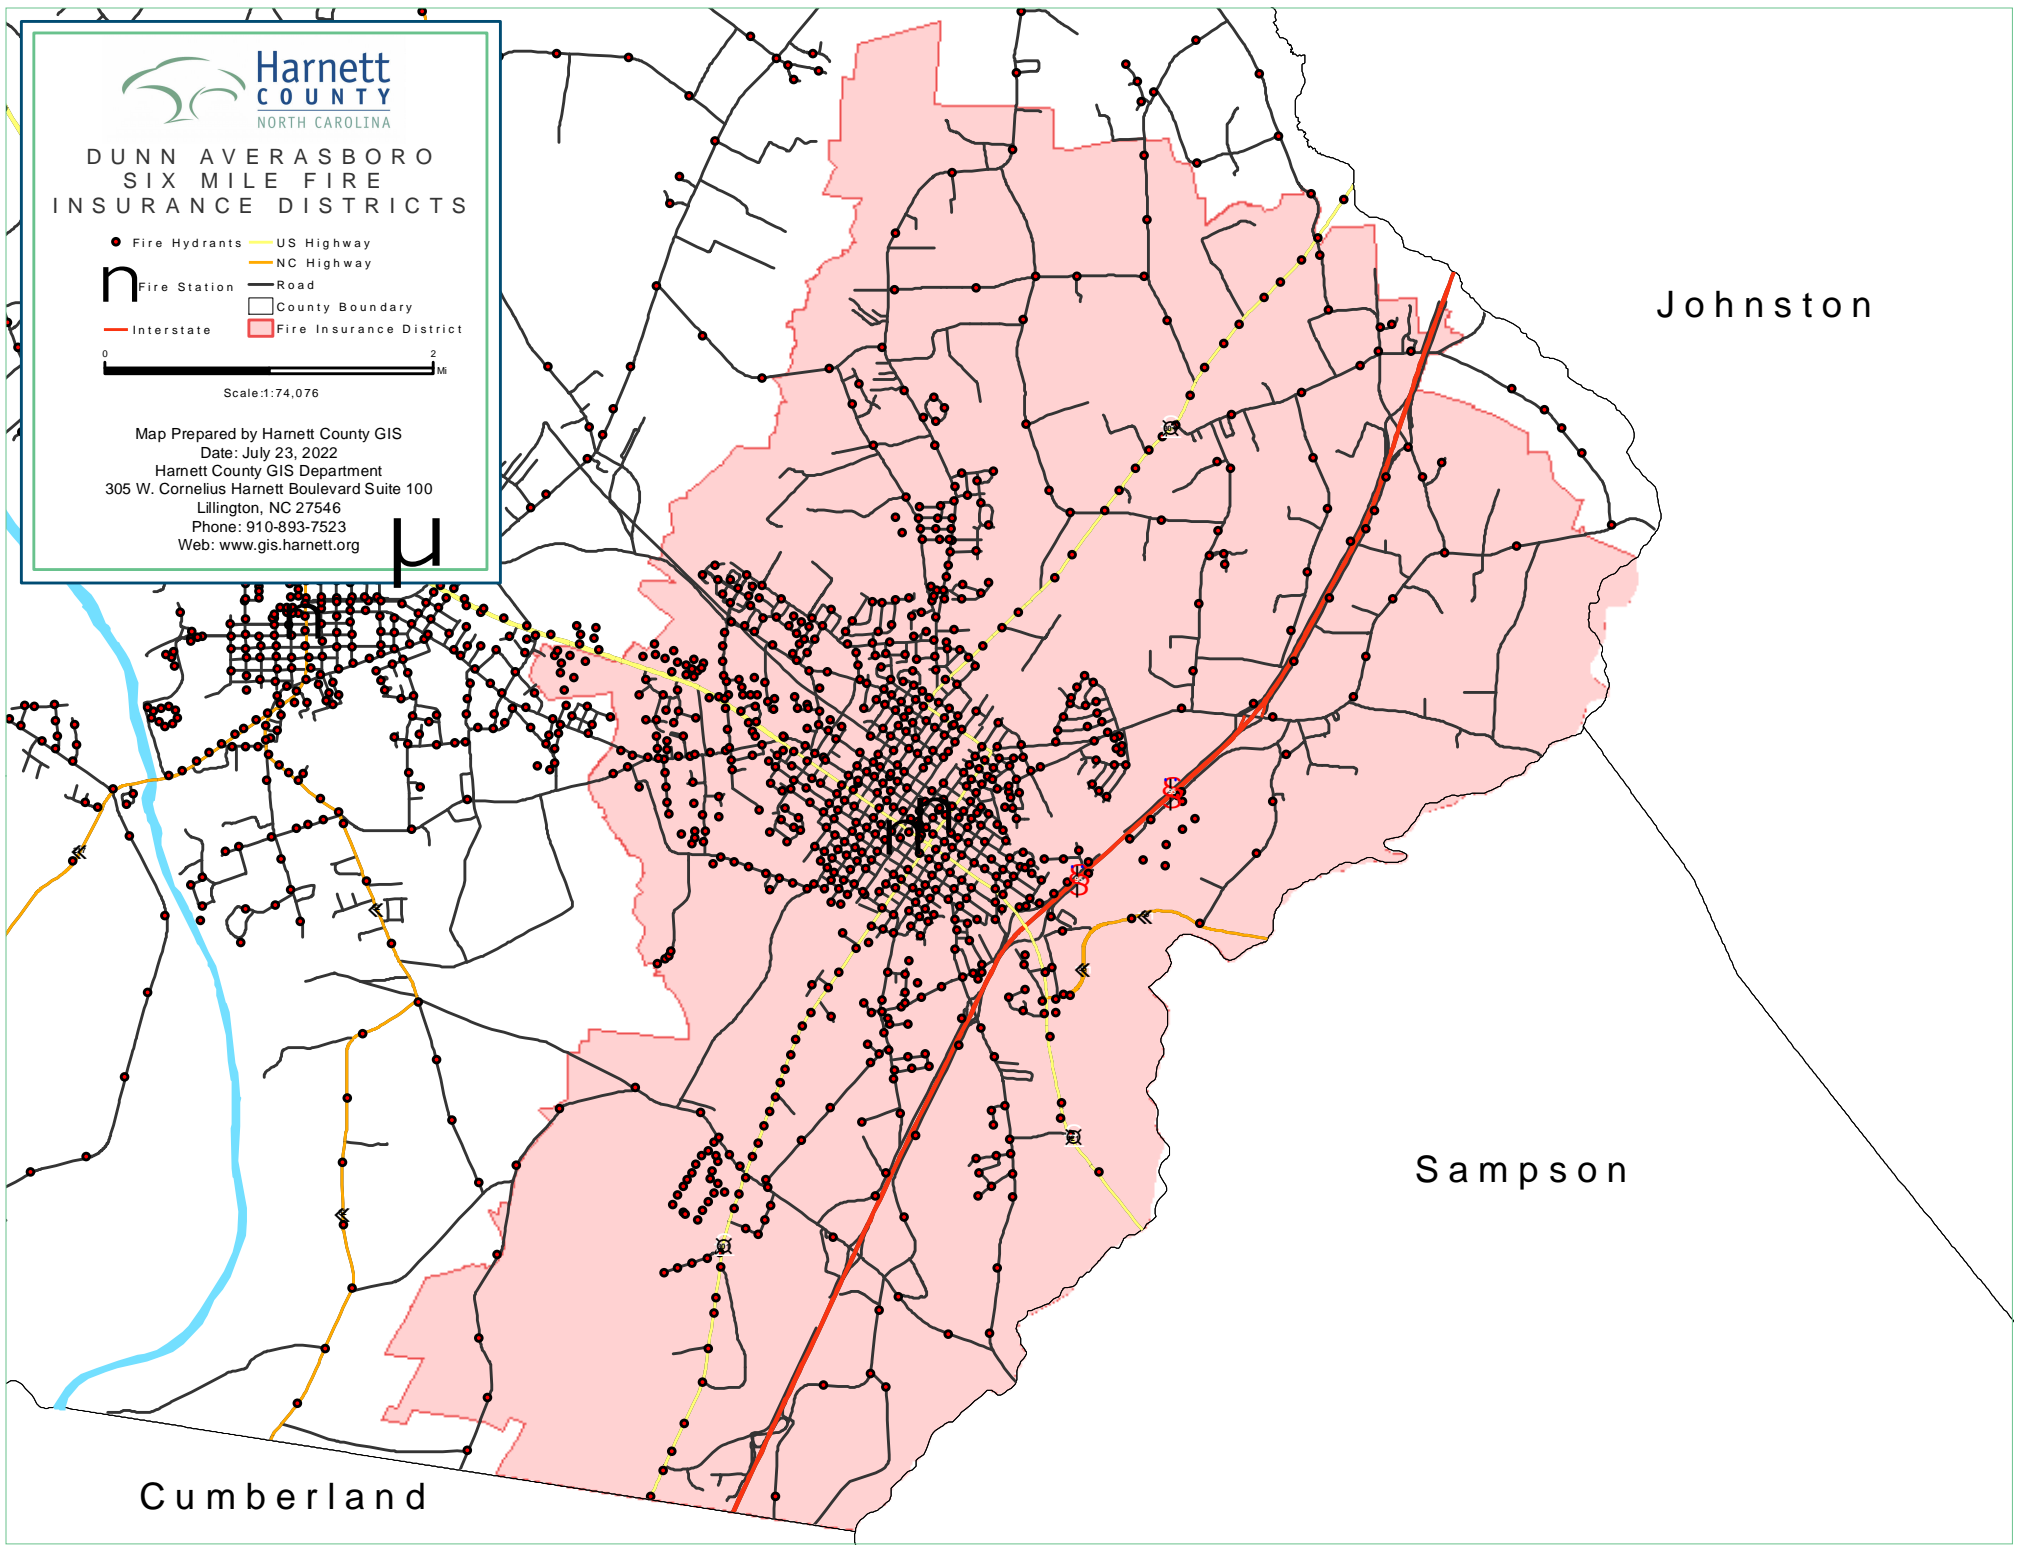 Harnett
COUNTY
NORTH CAROLINA
DUNN AVERASBORO
SIX MILE FIRE
INSURANCE DISTRICTS
Fire Hydrants
US Highway
NC Highway
n
Fire Station
Road
County Boundary
Interstate
Fire Insurance District
0
2
Mi
Scale:1:74,076
Map Prepared by Harnett County GIS
Date: July 23, 2022
Harnett County GIS Department
305 W. Cornelius Harnett Boulevard Suite 100
Lillington, NC 27546
Phone: 910-893-7523
Web: www.gis.harnett.org
µ
Johnston
n
n
n
Sampson
Cumberland